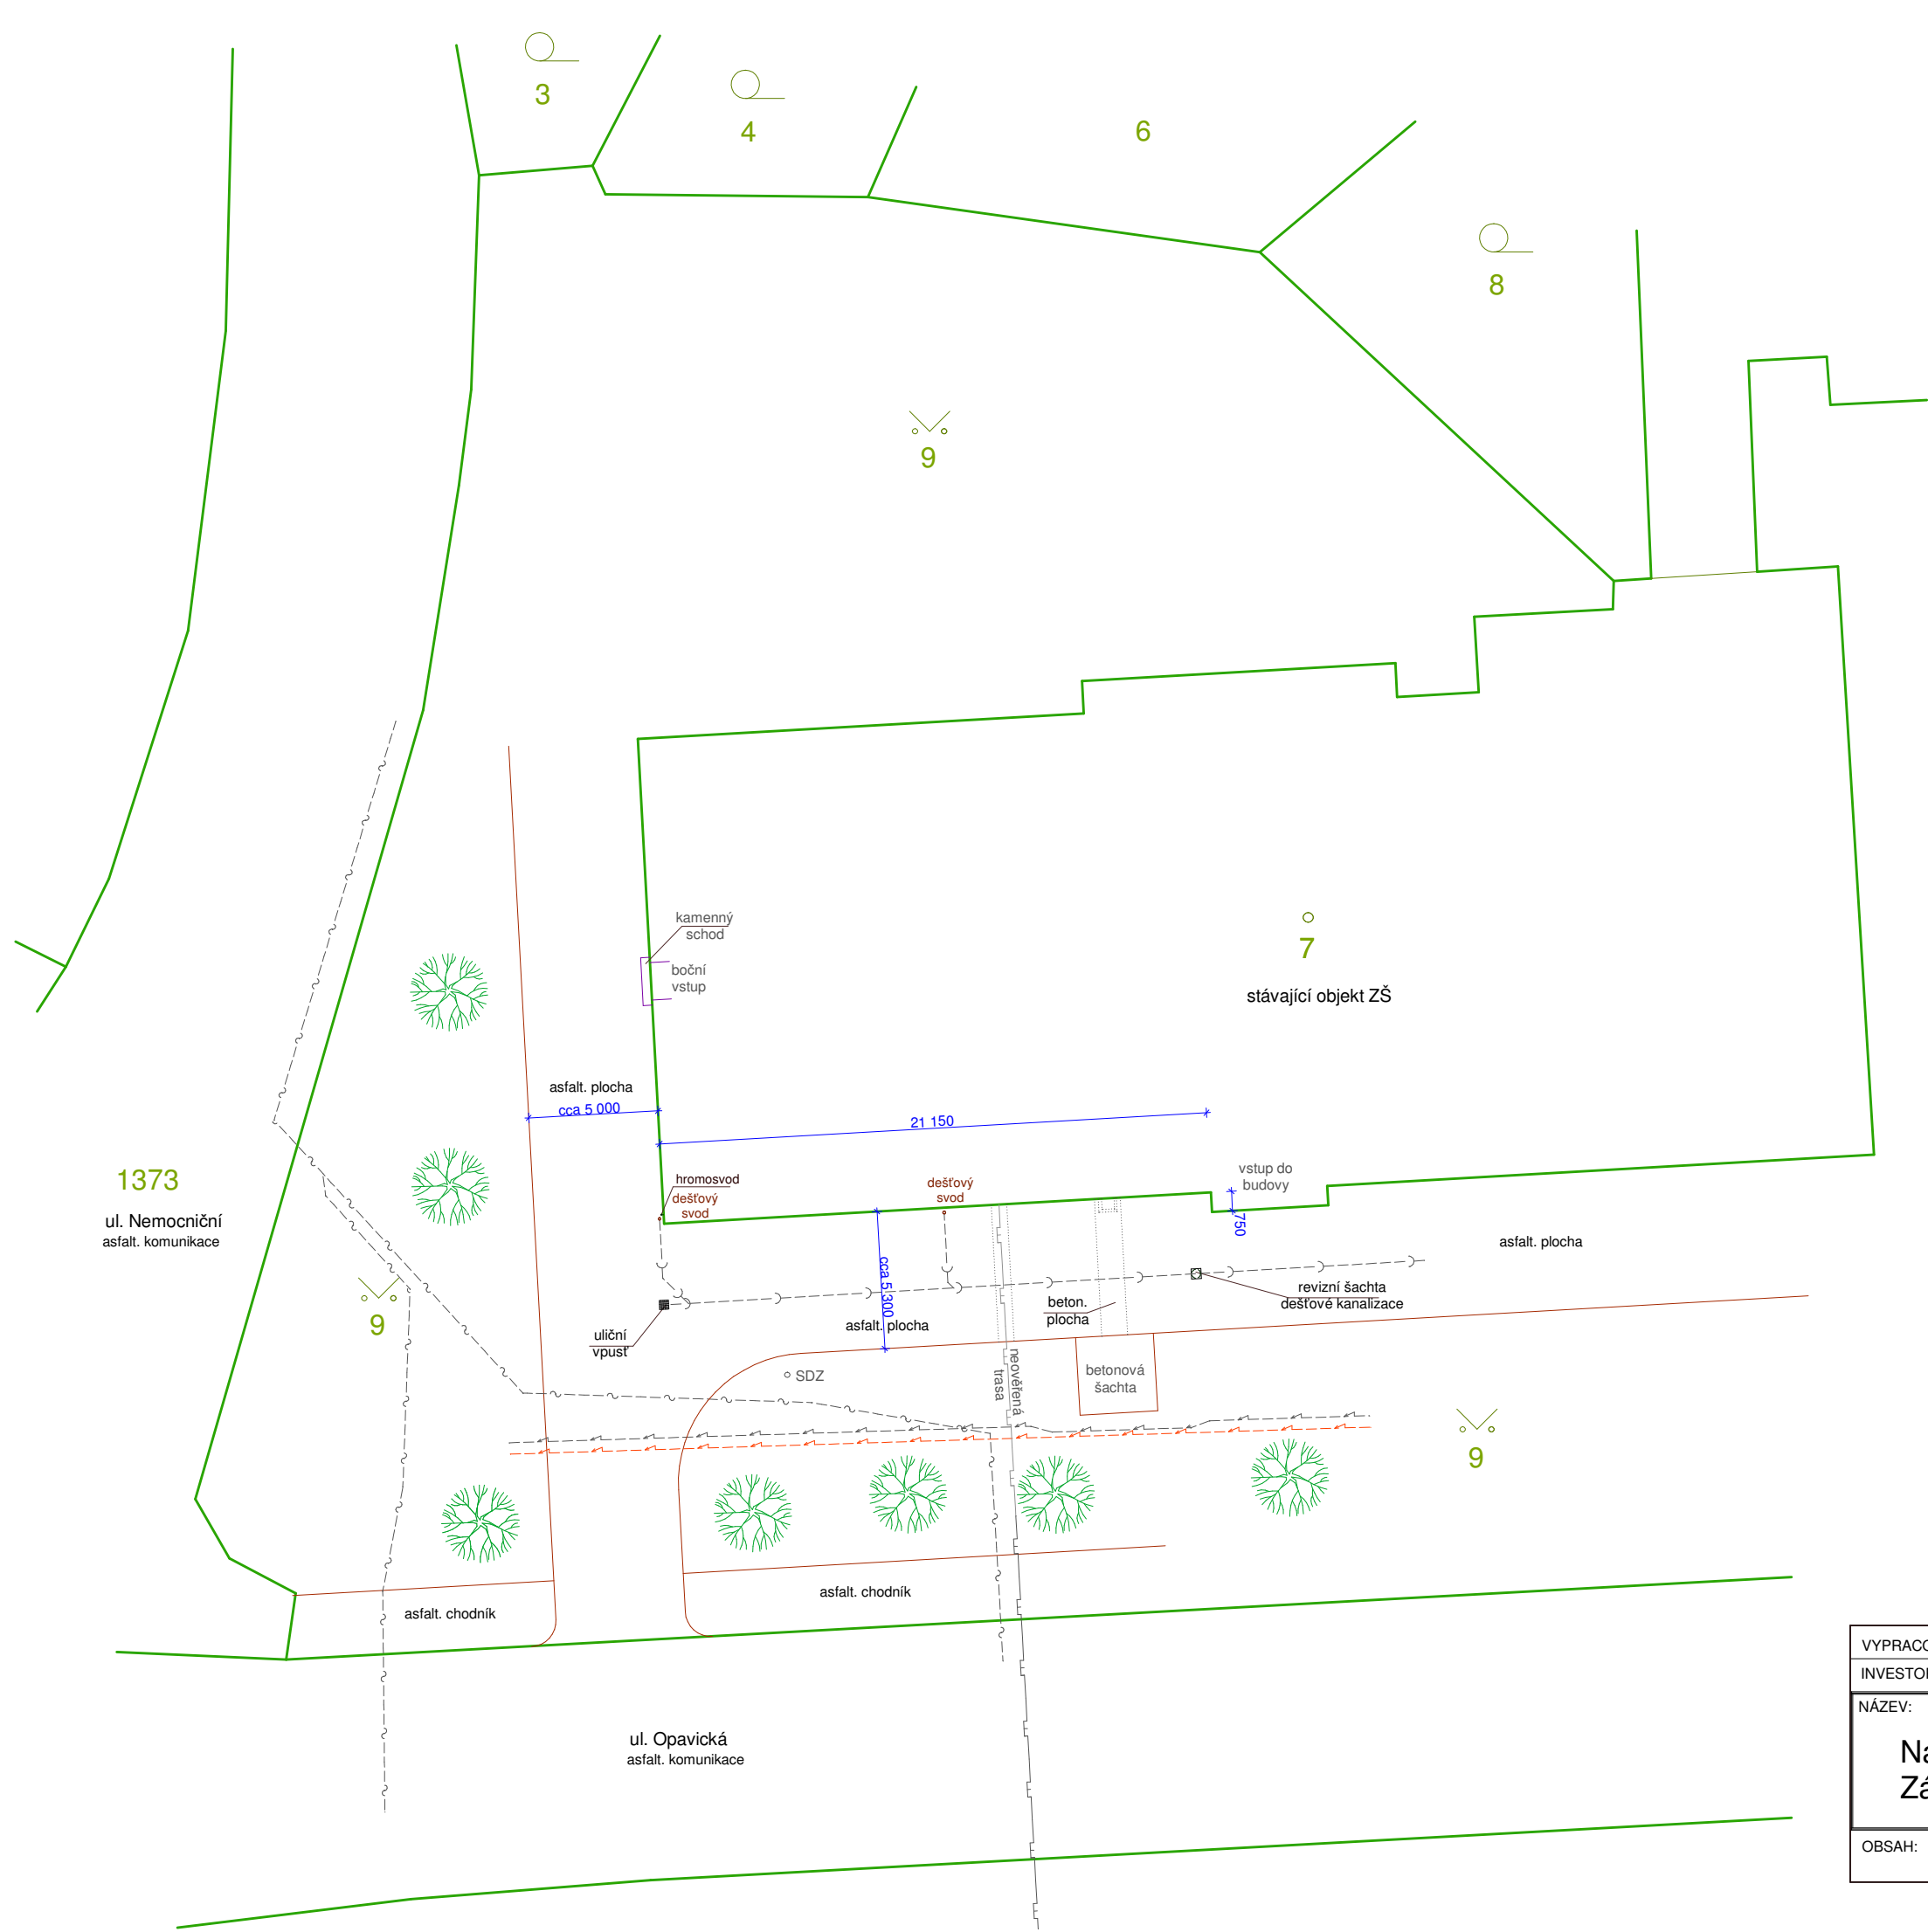 3
4
6
8
9
kamenný
schod
boční
vstup
7
stávající objekt ZŠ
asfalt. plocha
cca 5 000
21 150
1373
ul. Nemocniční
asfalt. komunikace
hromosvod
dešťový
svod
dešťový
svod
vstup do
budovy
750
cca 5 300
asfalt. plocha
9
uliční
vpusť
asfalt. plocha
beton.
plocha
revizní šachta
dešťové kanalizace
SDZ
neověřená
trasa
betonová
šachta
9
asfalt. chodník
asfalt. chodník
ul. Opavická
asfalt. komunikace
VYPRACO
INVESTO
NÁZEV:
Na
Zá
OBSAH: